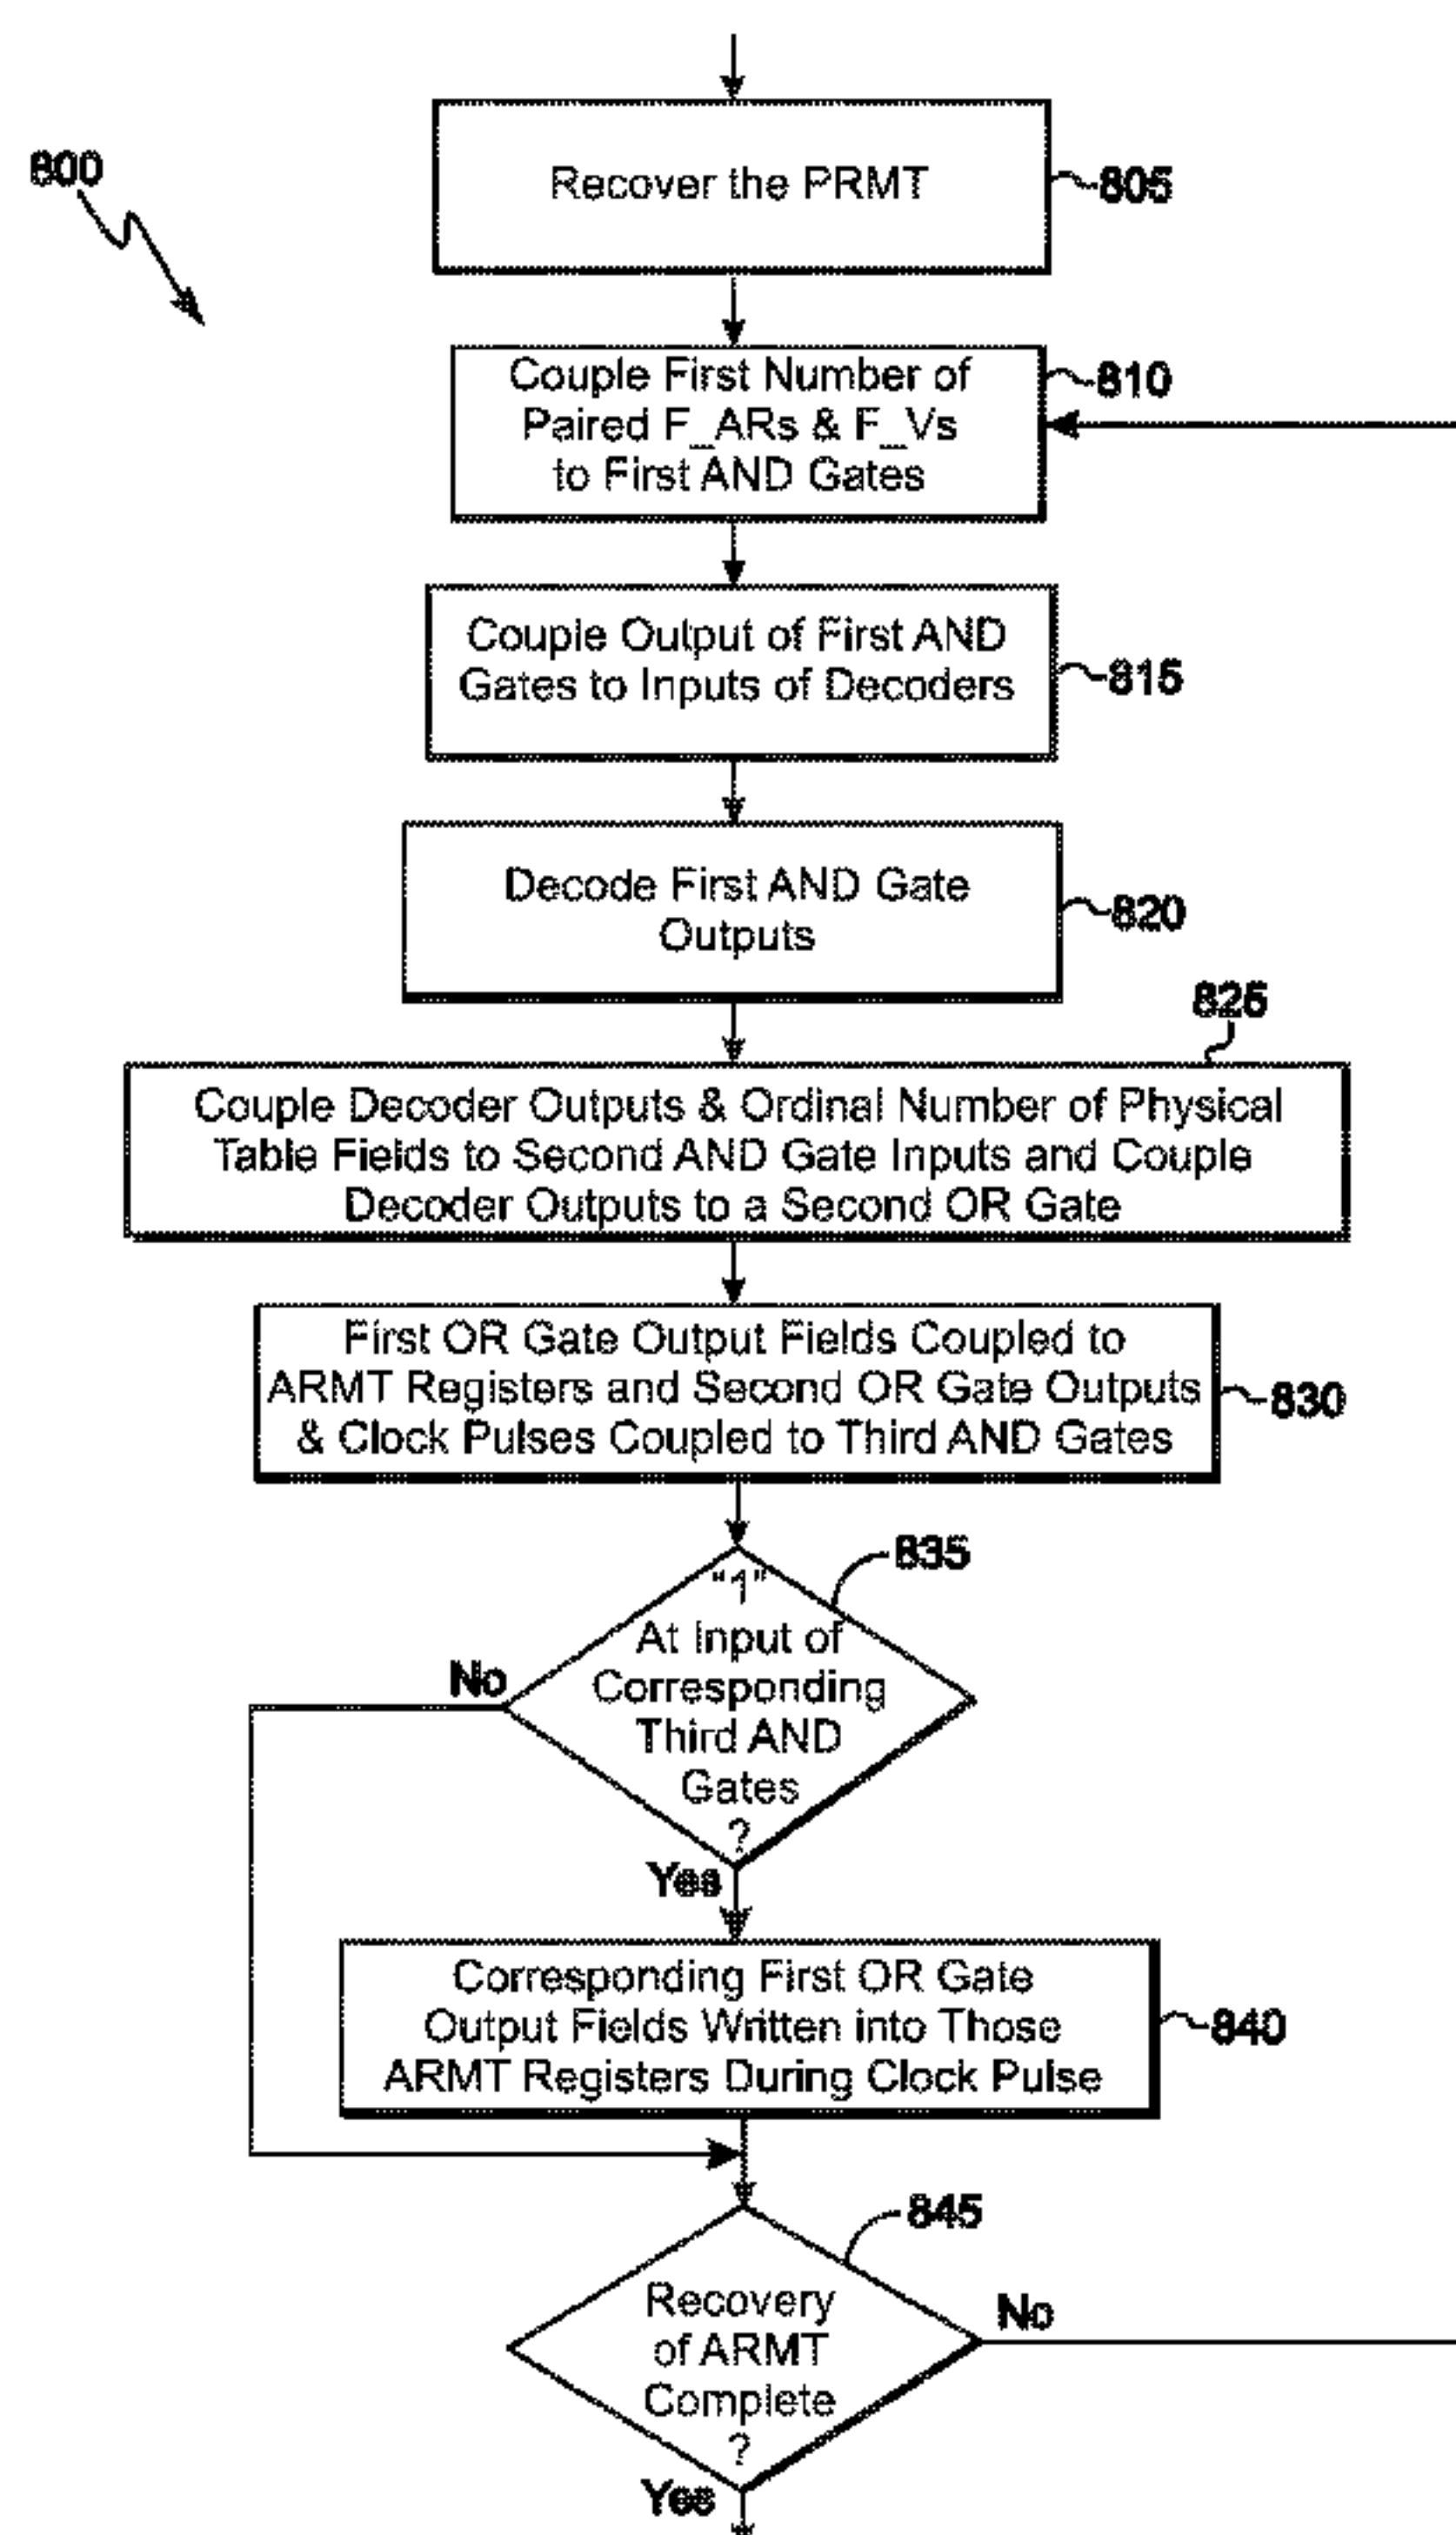 800
Recover the PRMT
805
Couple First Number of
Paired F_ARs & F_Vs
to First AND Gates
810
Couple Output of First AND
Gates to Inputs of Decoders
815
Decode First AND Gate
Outputs
820
825
Couple Decoder Outputs & Ordinal Number of Physical
Table Fields to Second AND Gate Inputs and Couple
Decoder Outputs to a Second OR Gate
First OR Gate Output Fields Coupled to
ARMT Registers and Second OR Gate Outputs
& Clock Pulses Coupled to Third AND Gates
830
835
"1"
At Input of
Corresponding
Third AND
Gates
?
No
Yes
Corresponding First OR Gate
Output Fields Written into Those
ARMT Registers During Clock Pulse
840
845
Recovery
of ARMT
Complete
?
No
Yes